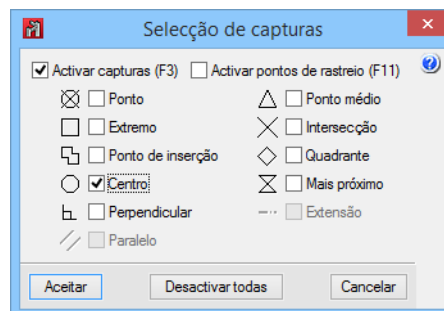 Selecção de capturas
Activar capturas (F3) Activar pontos de rastreio (F11)
Ponto Ponto médio
Extremo Intersecção
Ponto de inserção Quadrante
Centro Mais próximo
Perpendicular Extensão
Paralelo
Aceitar Desactivar todas Cancelar